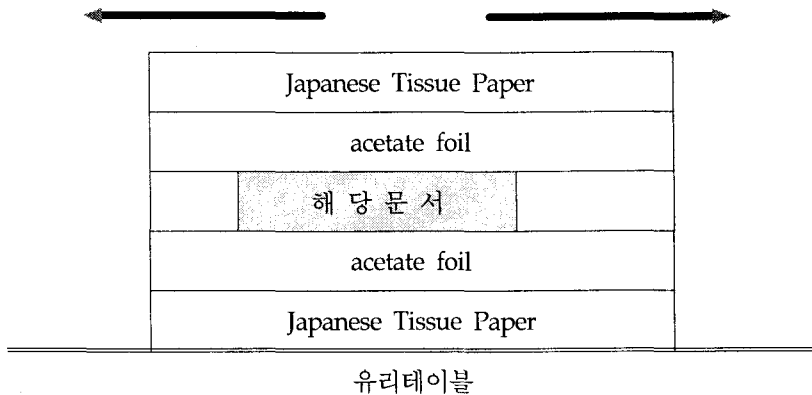 Japanese Tissue Paper
acetate foil
해 당 문 서
acetate foil
Japanese Tissue Paper
유리테이블